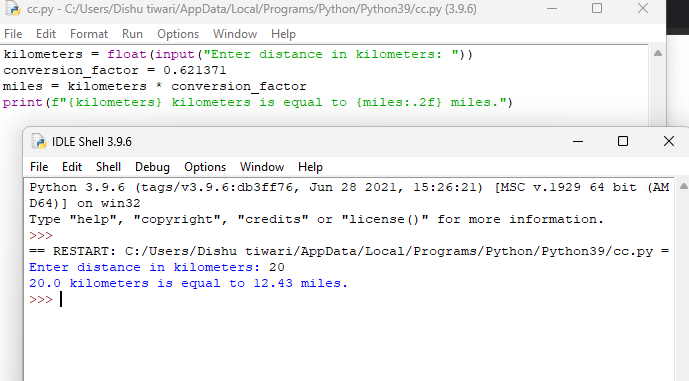 cc.py - C:/Users/Dishu tiwari/AppData/Local/Programs/Python/Python39/cc.py (3.9.6)
File Edit Format Run Options Window Help
kilometers = float(input("Enter distance in kilometers: "))
conversion_factor = 0.621371
miles = kilometers * conversion_factor
print(f"{kilometers} kilometers is equal to {miles:.2f} miles.")
IDLE Shell 3.9.6
File Edit Shell Debug Options Window Help
Python 3.9.6 (tags/v3.9.6:db3ff76, Jun 28 2021, 15:26:21) [MSC v.1929 64 bit (AM
D64)] on win32
Type "help", "copyright", "credits" or "license()" for more information.
>>>
== RESTART: C:/Users/Dishu tiwari/AppData/Local/Programs/Python/Python39/cc.py =
Enter distance in kilometers: 20
20.0 kilometers is equal to 12.43 miles.
>>>